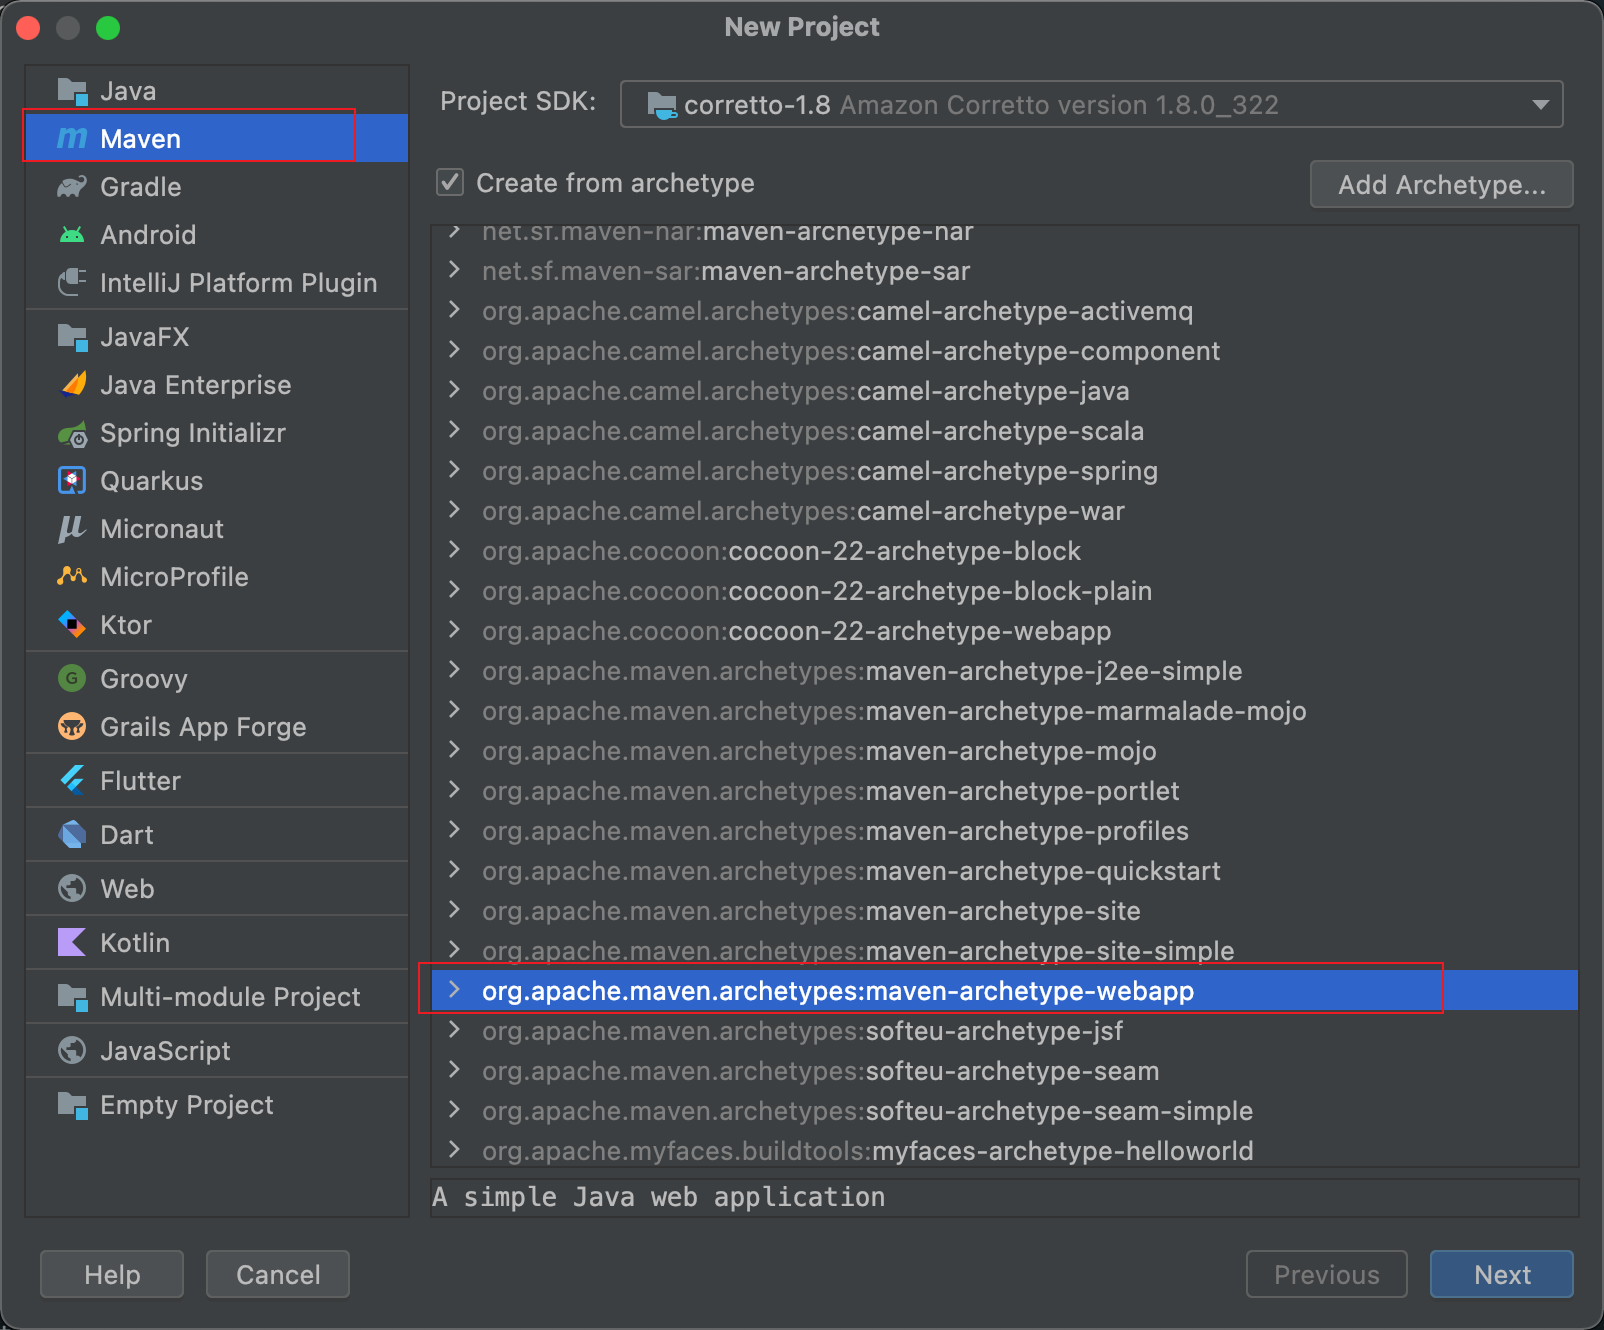 New Project
Java
Maven
Gradle
Android
IntelliJ Platform Plugin
JavaFX
Java Enterprise
Spring Initializr
Quarkus
Micronaut
MicroProfile
Ktor
Groovy
Grails App Forge
Flutter
Dart
Web
Kotlin
Multi-module Project
JavaScript
Empty Project
Project SDK: corretto-1.8 Amazon Corretto version 1.8.0_322
Create from archetype
Add Archetype...
net.sf.maven-har:maven-archetype-har
net.sf.maven-sar:maven-archetype-sar
org.apache.camel.archetypes:camel-archetype-activemq
org.apache.camel.archetypes:camel-archetype-component
org.apache.camel.archetypes:camel-archetype-java
org.apache.camel.archetypes:camel-archetype-scala
org.apache.camel.archetypes:camel-archetype-spring
org.apache.camel.archetypes:camel-archetype-war
org.apache.cocoon:cocoon-22-archetype-block
org.apache.cocoon:cocoon-22-archetype-block-plain
org.apache.cocoon:cocoon-22-archetype-webapp
org.apache.maven.archetypes:maven-archetype-j2ee-simple
org.apache.maven.archetypes:maven-archetype-marmalade-mojo
org.apache.maven.archetypes:maven-archetype-mojo
org.apache.maven.archetypes:maven-archetype-portlet
org.apache.maven.archetypes:maven-archetype-profiles
org.apache.maven.archetypes:maven-archetype-quickstart
org.apache.maven.archetypes:maven-archetype-site
org.apache.maven.archetypes:maven-archetype-site-simple
org.apache.maven.archetypes:maven-archetype-webapp
org.apache.maven.archetypes:softeu-archetype-jsf
org.apache.maven.archetypes:softeu-archetype-seam
org.apache.maven.archetypes:softeu-archetype-seam-simple
org.apache.myfaces.buildtools:myfaces-archetype-helloworld
A simple Java web application
Help
Cancel
Previous
Next